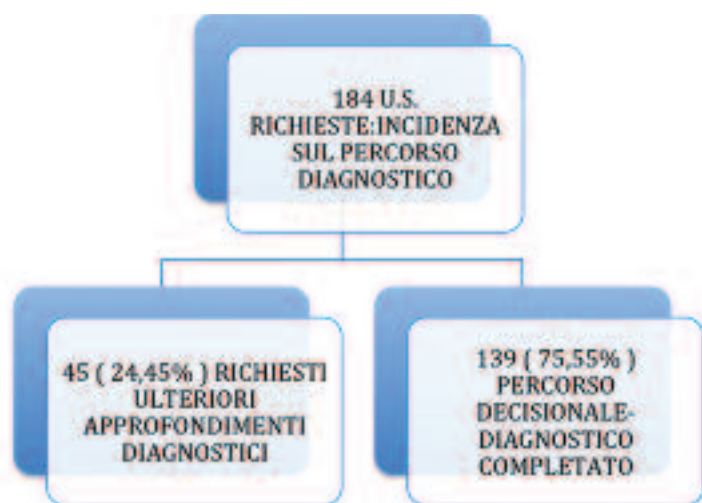 184 U.S.
RICHIESTE:INCIDENZA
SUL PERCORSO
DIAGNOSTICO
45 ( 24,45% ) RICHIESTI
ULTERIORI
APPROFONDIMENTI
DIAGNOSTICI
139 ( 75,55% )
PERCORSO
DECISIONALE-
DIAGNOSTICO
COMPLETATO